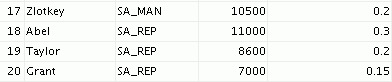 17 Zlotkey SA_MAN 10500 0.2
18 Abel SA_REP 11000 0.3
19 Taylor SA_REP 8600 0.2
20 Grant SA_REP 7000 0.15